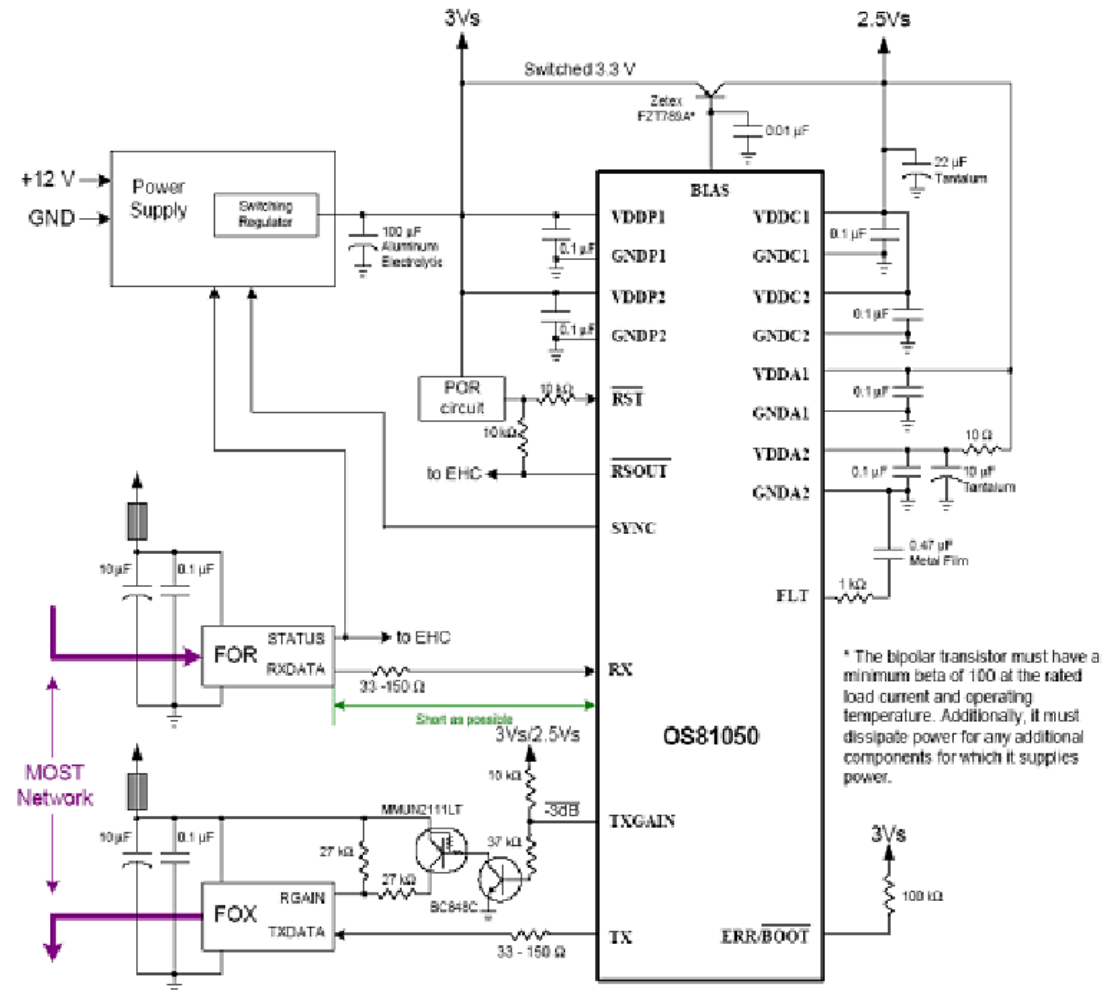 3Vs
2.5Vs
Switched 3.3 V
Zetex
FZT789A*
0.01 µF
+12 V
GND
Power
Supply
Switching
Regulator
100 µF
Aluminum
Electrolytic
22 µF
Tantalum
BIAS
VDDP1
VDDC1
0.1 µF
0.1 µF
GNDP1
GNDC1
VDDP2
VDDC2
0.1 µF
0.1 µF
GNDP2
GNDC2
VDDA1
POR
circuit
10 kΩ
RST
0.1 µF
GNDA1
10 kΩ
10 Ω
VDDA2
to EHC
RSOUT
0.1 µF
10 µF
Tantalum
GNDA2
SYNC
0.47 µF
Metal Film
10 µF
0.1 µF
1 kΩ
FLT
STATUS
to EHC
FOR
RXDATA
RX
33 -150 Ω
Short as possible
* The bipolar transistor must have a
minimum beta of 100 at the rated
load current and operating
temperature. Additionally, it must
dissipate power for any additional
components for which it supplies
power.
OS81050
3Vs/2.5Vs
MOST
Network
10 kΩ
MMUN2111LT
-3dB
TXGAIN
10 µF
0.1 µF
37 kΩ
3Vs
27 kΩ
27 kΩ
BC848C
100 kΩ
RGAIN
FOX
TXDATA
TX
ERR/BOOT
33 - 150 Ω